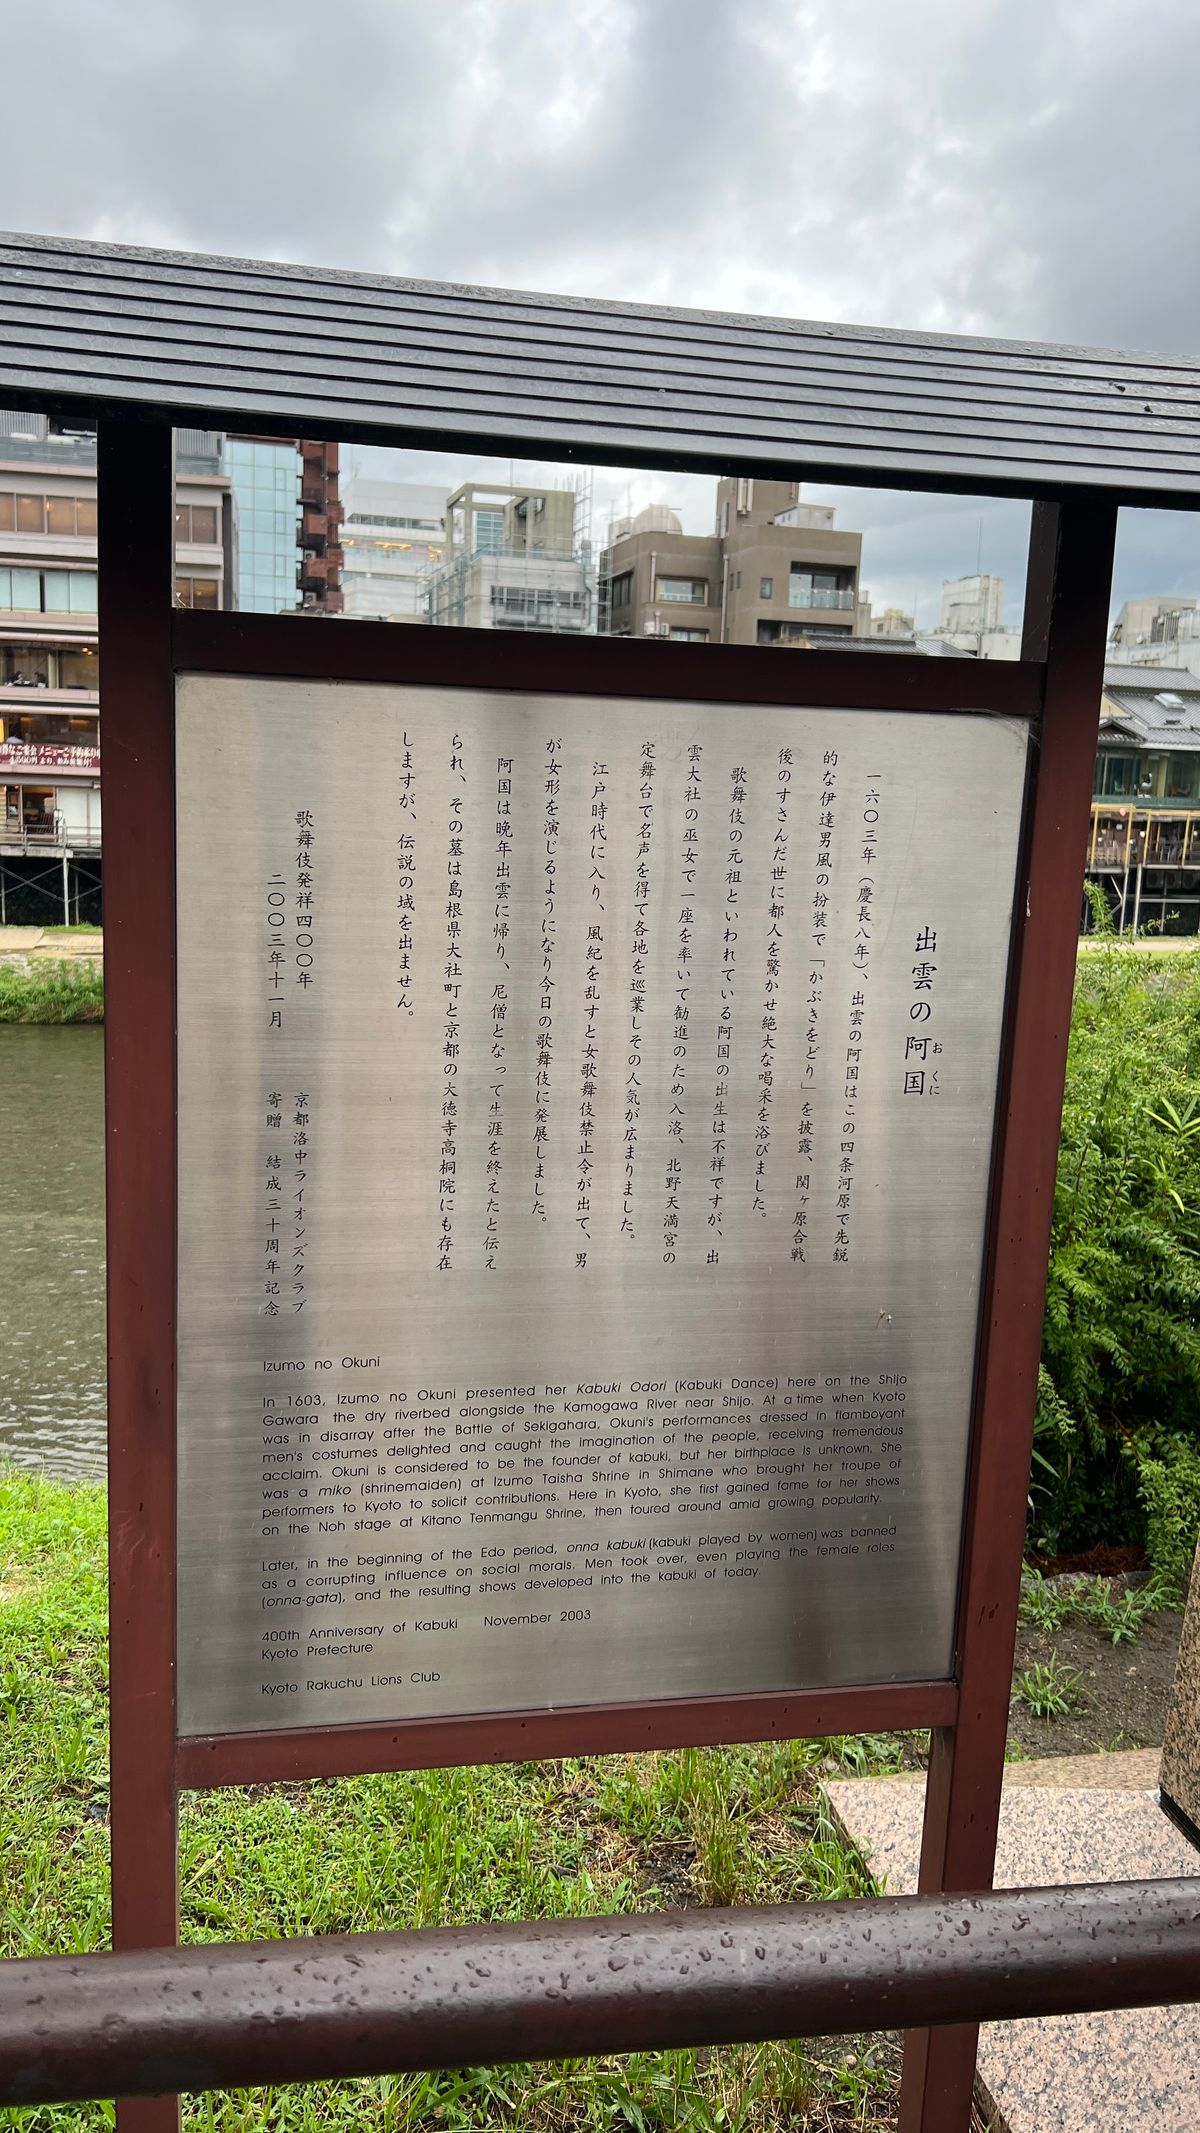 出雲の阿国
おくに
一六〇三年（慶長八年）、出雲の阿国はこの四条河原で先鋭
的な伊達男風の扮装で「かぶきをどり」を披露、関ヶ原合戦
後のすさんだ世に都人を驚かせ絶大な喝采を浴びました。
歌舞伎の元祖といわれている阿国の出生は不祥ですが、出
雲大社の巫女で一座を率いて勧進のため入洛、北野天満宮の
定舞台で名声を得て各地を巡業しその人気が広まりました。
江戸時代に入り、風紀を乱すと女歌舞伎禁止令が出て、男
が女形を演じるようになり今日の歌舞伎に発展しました。
阿国は晩年出雲に帰り、尼僧となって生涯を終えたと伝え
られ、その墓は島根県大社町と京都の大徳寺高桐院にも存在
しますが、伝説の域を出ません。
歌舞伎発祥四〇〇年
二〇〇三年十一月
京都洛中ライオンズクラブ
寄贈 結成三十周年記念
Izumo no Okuni
In 1603, Izumo no Okuni presented her Kabuki Odori (Kabuki Dance) here on the Shijo
Gawara the dry riverbed alongside the Kamogawa River near Shijo. At a time when Kyoto
was in disarray after the Battle of Sekigahara, Okuni's performances dressed in flamboyant
men's costumes delighted and caught the imagination of the people, receiving tremendous
acclaim. Okuni is considered to be the founder of kabuki, but her birthplace is unknown. She
was a miko (shrinemaiden) at Izumo Taisha Shrine in Shimane who brought her troupe of
performers to Kyoto to solicit contributions. Here in Kyoto, she first gained fame for her shows
on the Noh stage at Kitano Tenmangu Shrine, then toured around amid growing popularity.
Later, in the beginning of the Edo period, onna kabuki (kabuki played by women) was banned
as a corrupting influence on social morals. Men took over, even playing the female roles
(onna-gata), and the resulting shows developed into the kabuki of today.
400th Anniversary of Kabuki November 2003
Kyoto Prefecture
Kyoto Rakuchu Lions Club